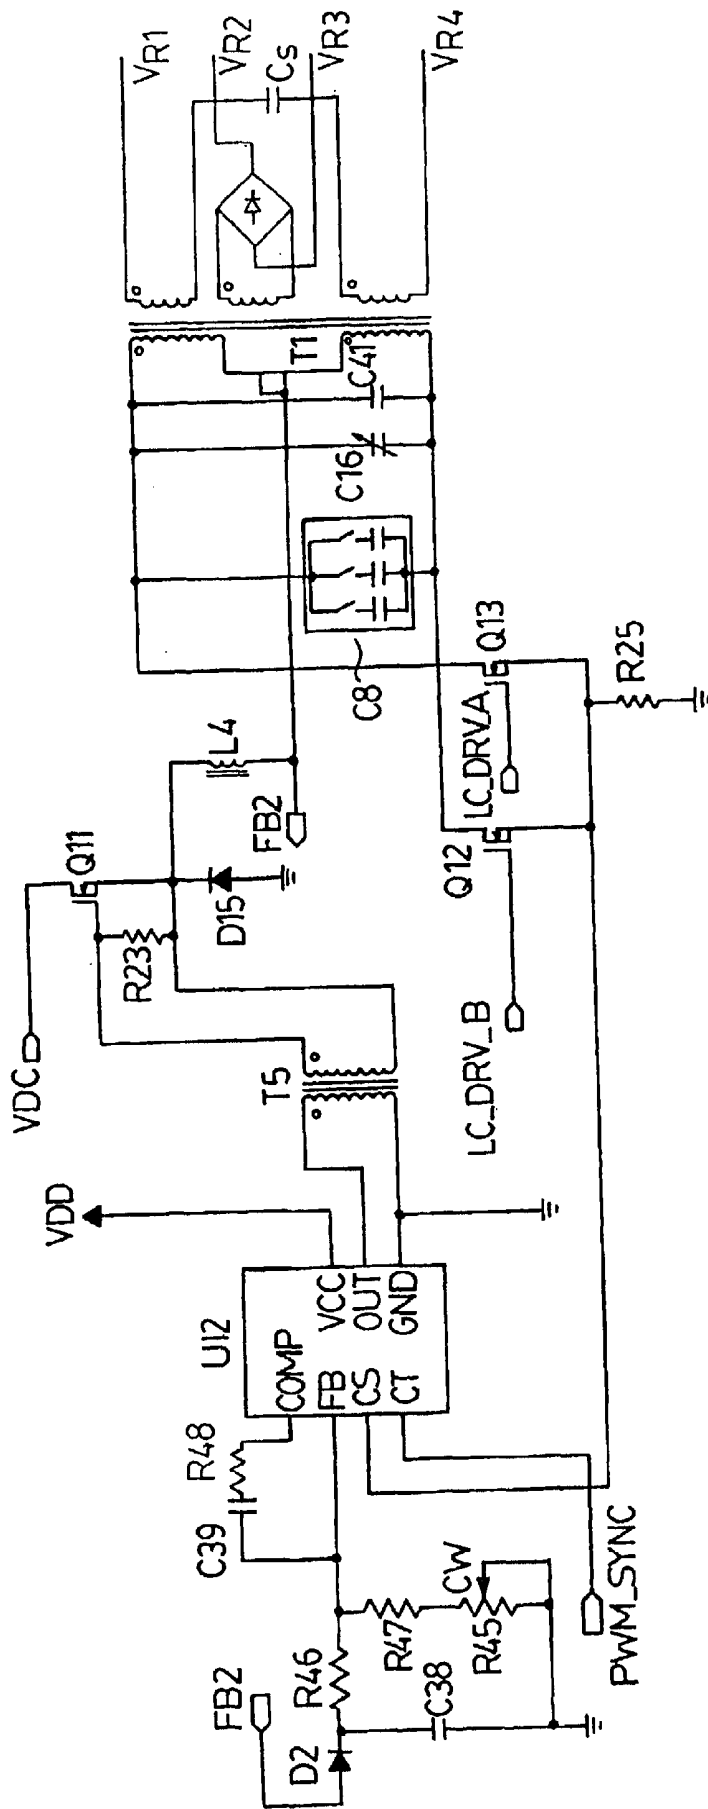 FB2
D2
R46
C38
C39
R48
R47
R45
CW
PWM_SYNC
U12
COMP
FB
CS
CT
VCC
OUT
GND
VDD
T5
VDC
R23
Q11
D15
L4
FB2
LC_DRV_B
Q12
LC_DRV_A
Q13
R25
C8
C16
C41
T1
VR1
VR2
Cs
VR3
VR4